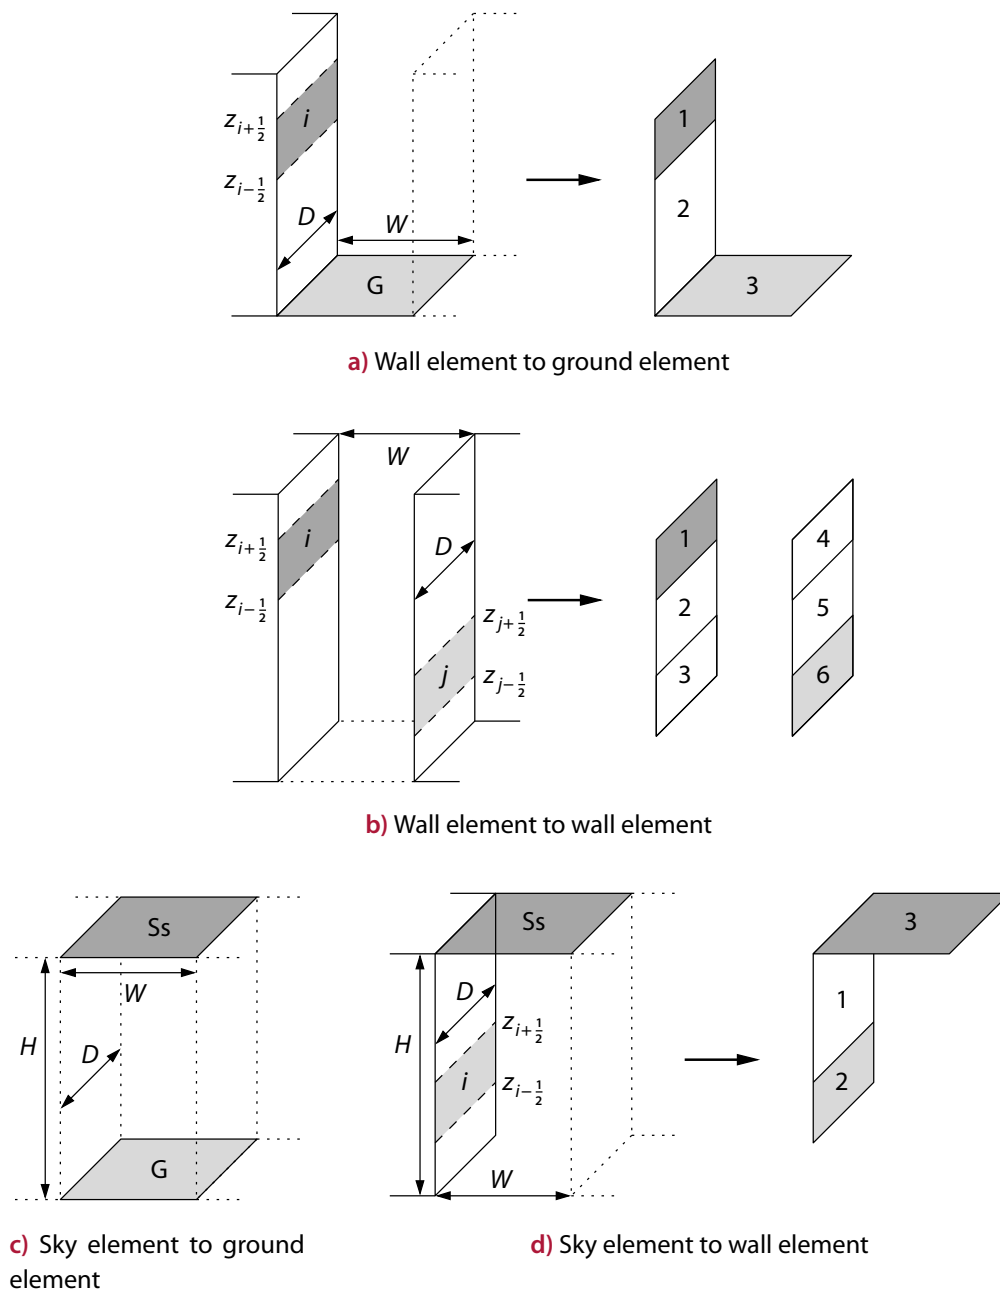 z_{i+1/2}
i
1
z_{i-1/2}
2
D
W
G
3
a) Wall element to ground element
W
z_{i+1/2}
i
D
1
4
z_{i-1/2}
z_{j+1/2}
2
5
j
z_{j-1/2}
3
6
b) Wall element to wall element
Ss
W
H
D
G
c) Sky element to ground
element
Ss
D
z_{i+1/2}
H
i
z_{i-1/2}
W
3
1
2
d) Sky element to wall element